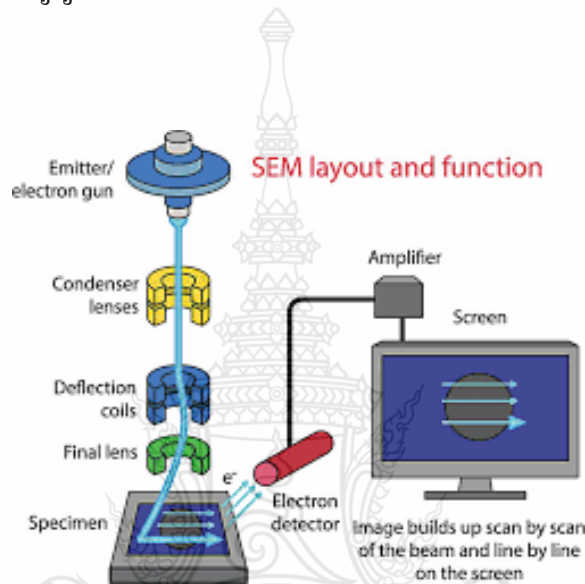 Emitter/
electron gun
SEM layout and function
Condenser
lenses
Amplifier
Screen
Deflection
coils
Final lens
e-
Specimen
Electron
detector
Image builds up scan by scan
of the beam and line by line
on the screen